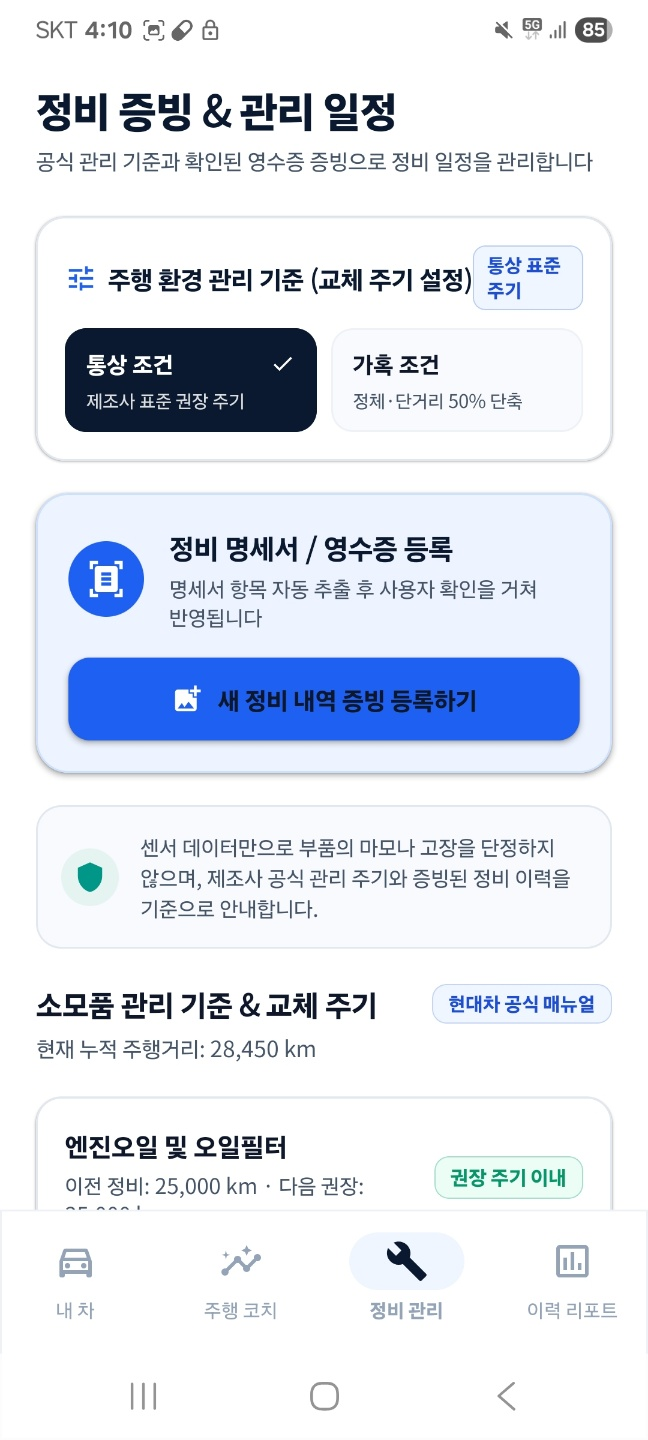 SKT 4:10
5G
85
정비 증빙 & 관리 일정
공식 관리 기준과 확인된 영수증 증빙으로 정비 일정을 관리합니다
주행 환경 관리 기준 (교체 주기 설정)
통상 표준
주기
통상 조건
제조사 표준 권장 주기
가혹 조건
정체·단거리 50% 단축
정비 명세서 / 영수증 등록
명세서 항목 자동 추출 후 사용자 확인을 거쳐
반영됩니다
새 정비 내역 증빙 등록하기
센서 데이터만으로 부품의 마모나 고장을 단정하지
않으며, 제조사 공식 관리 주기와 증빙된 정비 이력을
기준으로 안내합니다.
소모품 관리 기준 & 교체 주기
현대차 공식 매뉴얼
현재 누적 주행거리: 28,450 km
엔진오일 및 오일필터
이전 정비: 25,000 km · 다음 권장:
권장 주기 이내
내 차
주행 코치
정비 관리
이력 리포트